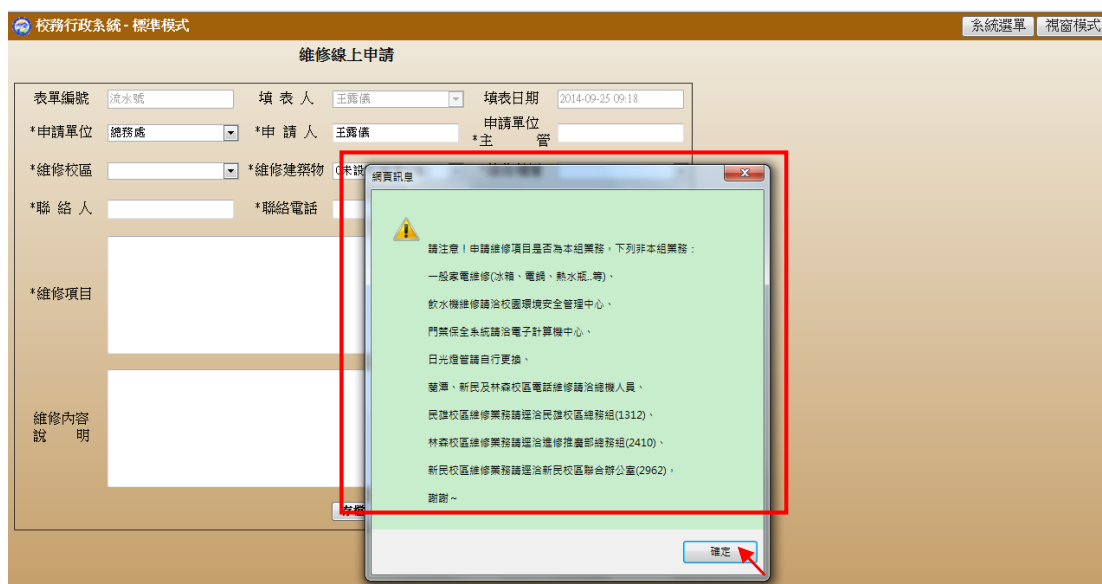 校務行政系統 - 標準模式
系統選單
視窗模式
維修線上申請
表單編號 流水號 填 表 人 王露儀 填表日期 2014-09-25 09:18
*申請單位 總務處 *申 請 人 王露儀 申請單位
*主 管
*維修校區 *維修建築物 0未設
網頁訊息
*聯 絡 人 *聯絡電話
請注意！申請維修項目是否為本組業務，下列非本組業務：
一般家電維修(冰箱、電鍋、熱水瓶..等)、
飲水機維修請洽校園環境安全管理中心、
門禁保全系統請洽電子計算機中心、
日光燈管請自行更換、
蘭潭、新民及林森校區電話維修請洽總機人員、
民雄校區維修業務請逕洽民雄校區總務組(1312)、
林森校區維修業務請逕洽進修推廣部總務組(2410)、
新民校區維修業務請逕洽新民校區聯合辦公室(2962)，
謝謝~
確定
*維修項目
維修內容
說 明
存檔